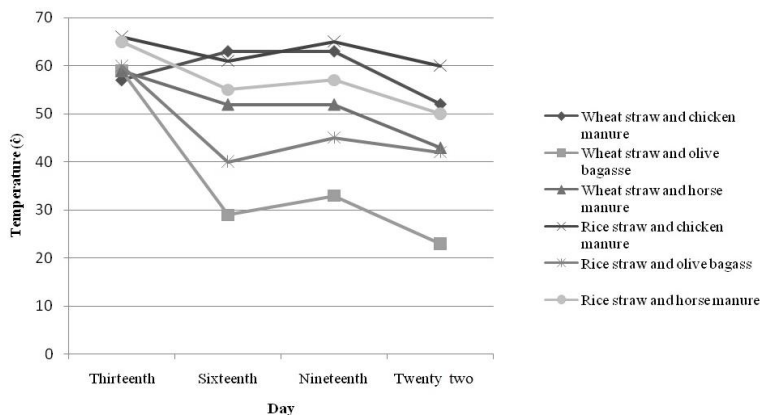 70
60
50
40
30
20
10
0
Temperature (ċ)
Thirteenth
Sixteenth
Nineteenth
Twenty two
Day
Wheat straw and chicken
manure
Wheat straw and olive
bagasse
Wheat straw and horse
manure
Rice straw and chicken
manure
Rice straw and olive bagass
Rice straw and horse manure